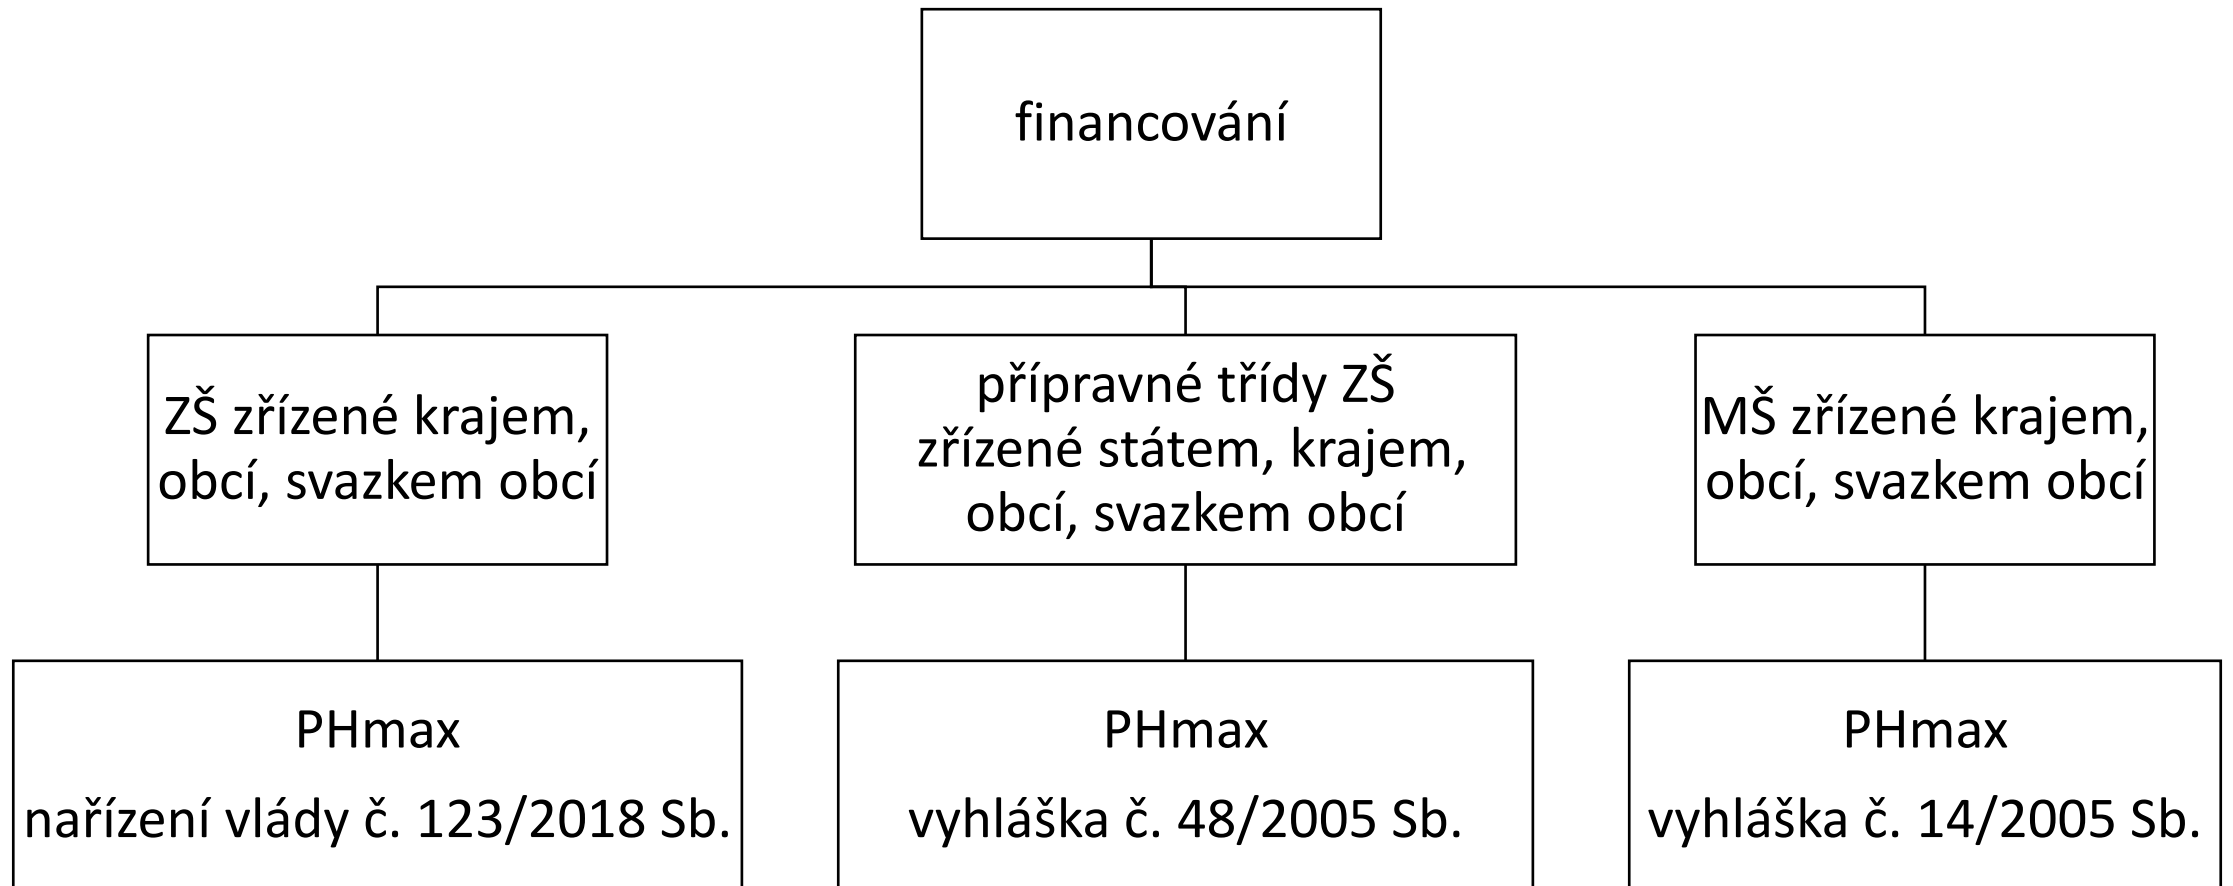 financování
ZŠ zřízené krajem,
obcí, svazkem obcí
přípravné třídy ZŠ
zřízené státem, krajem,
obcí, svazkem obcí
MŠ zřízené krajem,
obcí, svazkem obcí
PHmax
nařízení vlády č. 123/2018 Sb.
PHmax
vyhláška č. 48/2005 Sb.
PHmax
vyhláška č. 14/2005 Sb.